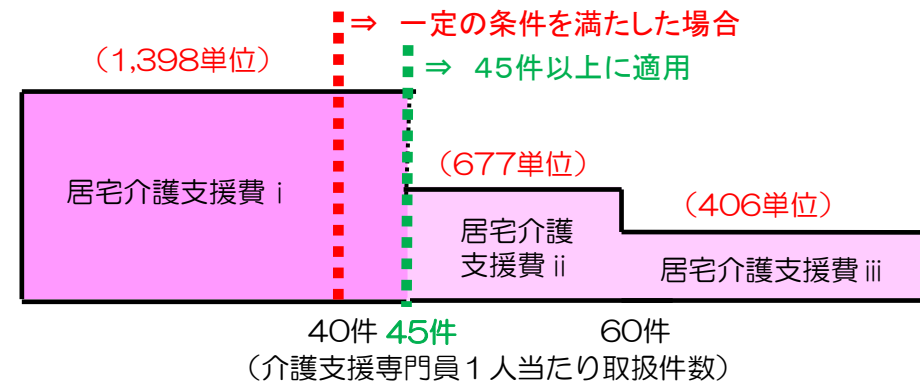 ⇒ 一定の条件を満たした場合
（1,398単位）
⇒ 45件以上に適用
居宅介護支援費ⅰ
（677単位）
（406単位）
居宅介護
支援費ⅱ
居宅介護支援費ⅲ
40件 45件 60件
（介護支援専門員１人当たり取扱件数）